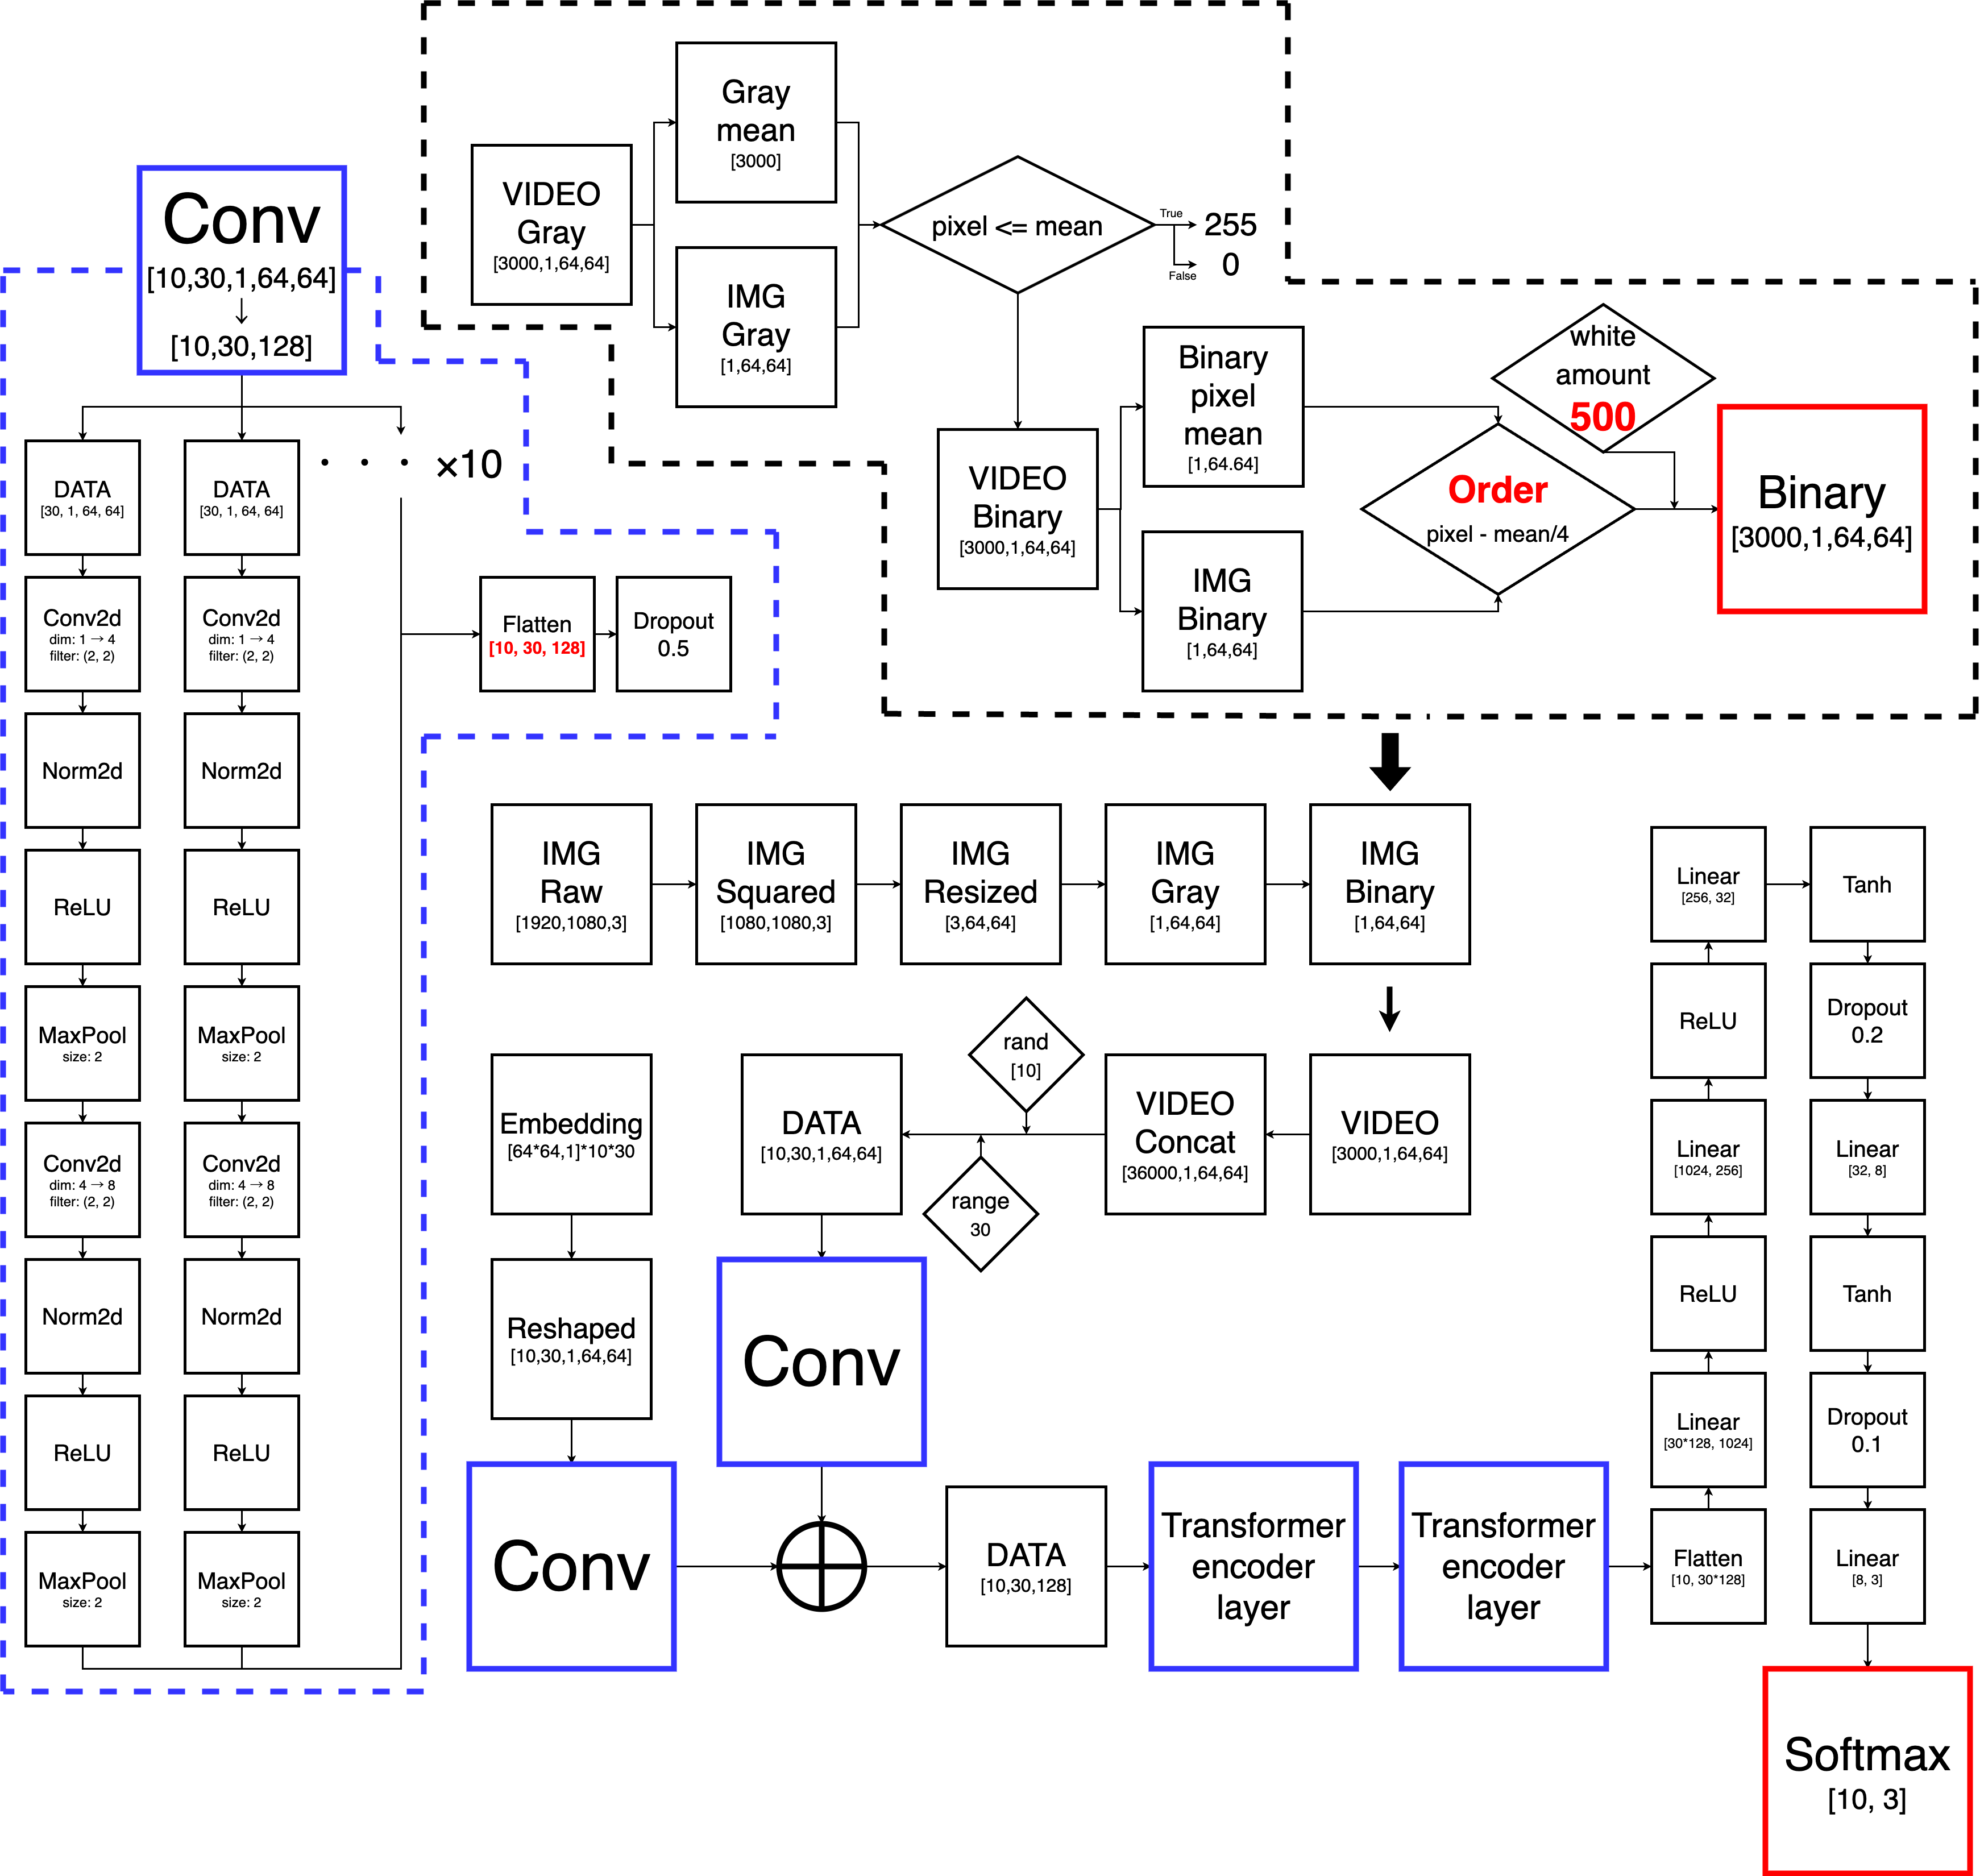 Conv
[10,30,1,64,64]
↓
[10,30,128]
DATA
[30, 1, 64, 64]
Conv2d
dim: 1 → 4
filter: (2, 2)
Norm2d
ReLU
MaxPool
size: 2
Conv2d
dim: 4 → 8
filter: (2, 2)
Norm2d
ReLU
MaxPool
size: 2
DATA
[30, 1, 64, 64]
Conv2d
dim: 1 → 4
filter: (2, 2)
Norm2d
ReLU
MaxPool
size: 2
Conv2d
dim: 4 → 8
filter: (2, 2)
Norm2d
ReLU
MaxPool
size: 2
· · · ×10
Flatten
[10, 30, 128]
Dropout
0.5
VIDEO
Gray
[3000,1,64,64]
Gray
mean
[3000]
IMG
Gray
[1,64,64]
pixel <= mean
True
255
False
0
VIDEO
Binary
[3000,1,64,64]
Binary
pixel
mean
[1,64.64]
IMG
Binary
[1,64,64]
white
amount
500
Order
pixel - mean/4
Binary
[3000,1,64,64]
IMG
Raw
[1920,1080,3]
IMG
Squared
[1080,1080,3]
IMG
Resized
[3,64,64]
IMG
Gray
[1,64,64]
IMG
Binary
[1,64,64]
VIDEO
[3000,1,64,64]
VIDEO
Concat
[36000,1,64,64]
rand
[10]
range
30
DATA
[10,30,1,64,64]
Conv
Embedding
[64*64,1]*10*30
Reshaped
[10,30,1,64,64]
Conv
DATA
[10,30,128]
Transformer
encoder
layer
Transformer
encoder
layer
Flatten
[10, 30*128]
Linear
[30*128, 1024]
ReLU
Linear
[1024, 256]
ReLU
Linear
[256, 32]
Tanh
Dropout
0.2
Linear
[32, 8]
Tanh
Dropout
0.1
Linear
[8, 3]
Softmax
[10, 3]